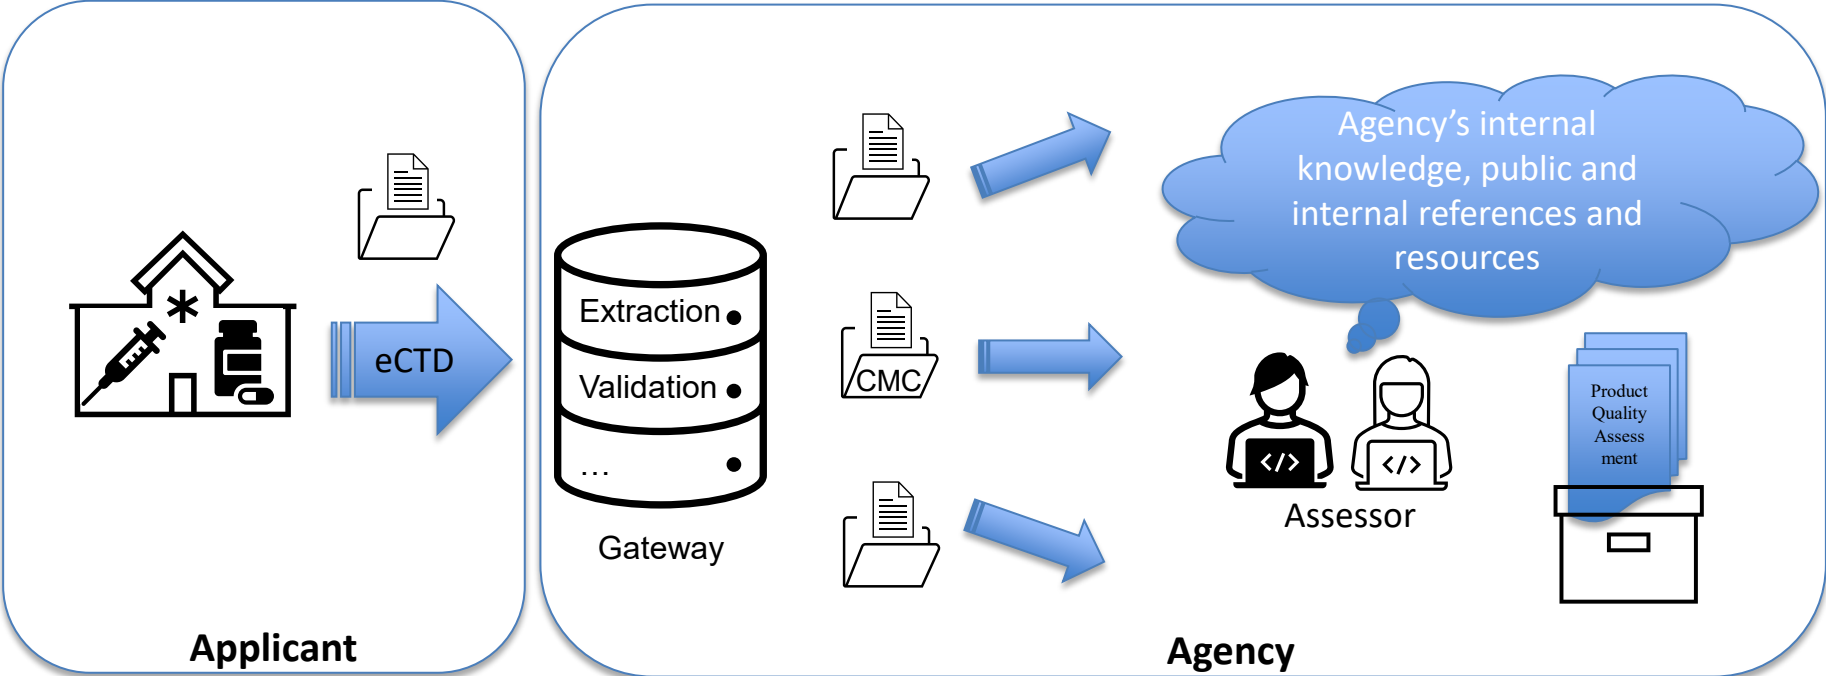 eCTD
Applicant
Extraction
Validation
...
Gateway
CMC
Agency's internal
knowledge, public and
internal references and
resources
</>
</>
Assessor
Product
Quality
Assess
ment
Agency